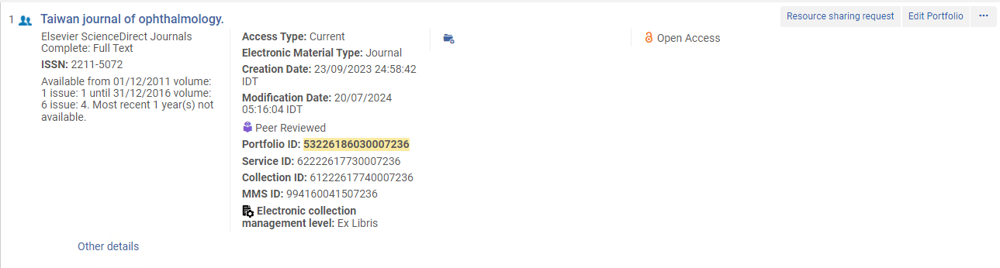 1 Taiwan journal of ophthalmology.
Resource sharing request
Edit Portfolio
Elsevier ScienceDirect Journals
Complete: Full Text
ISSN: 2211-5072
Available from 01/12/2011 volume:
1 issue: 1 until 31/12/2016 volume:
6 issue: 4. Most recent 1 year(s) not
available.
Access Type: Current
Electronic Material Type: Journal
Creation Date: 23/09/2023 24:58:42
IDT
Modification Date: 20/07/2024
05:16:04 IDT
Peer Reviewed
Portfolio ID: 53226186030007236
Service ID: 62222617730007236
Collection ID: 61222617740007236
MMS ID: 994160041507236
Electronic collection
management level: Ex Libris
Open Access
Other details